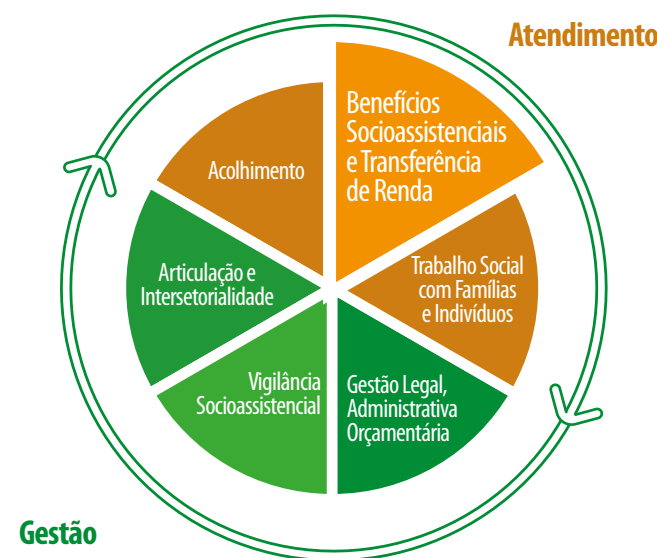 Atendimento
Benefícios
Socioassistenciais
e Transferência
de Renda
Acolhimento
Trabalho Social
com Famílias
e Indivíduos
Articulação e
Intersetorialidade
Vigilância
Socioassistencial
Gestão Legal,
Administrativa
Orçamentária
Gestão